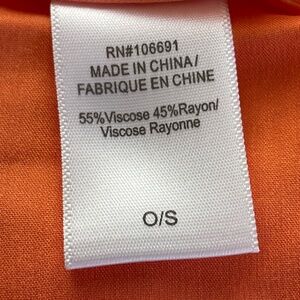 RN#106691
MADE IN CHINA/
FABRIQUE EN CHINE
55%Viscose 45%Rayon/
Viscose Rayonne
O/S